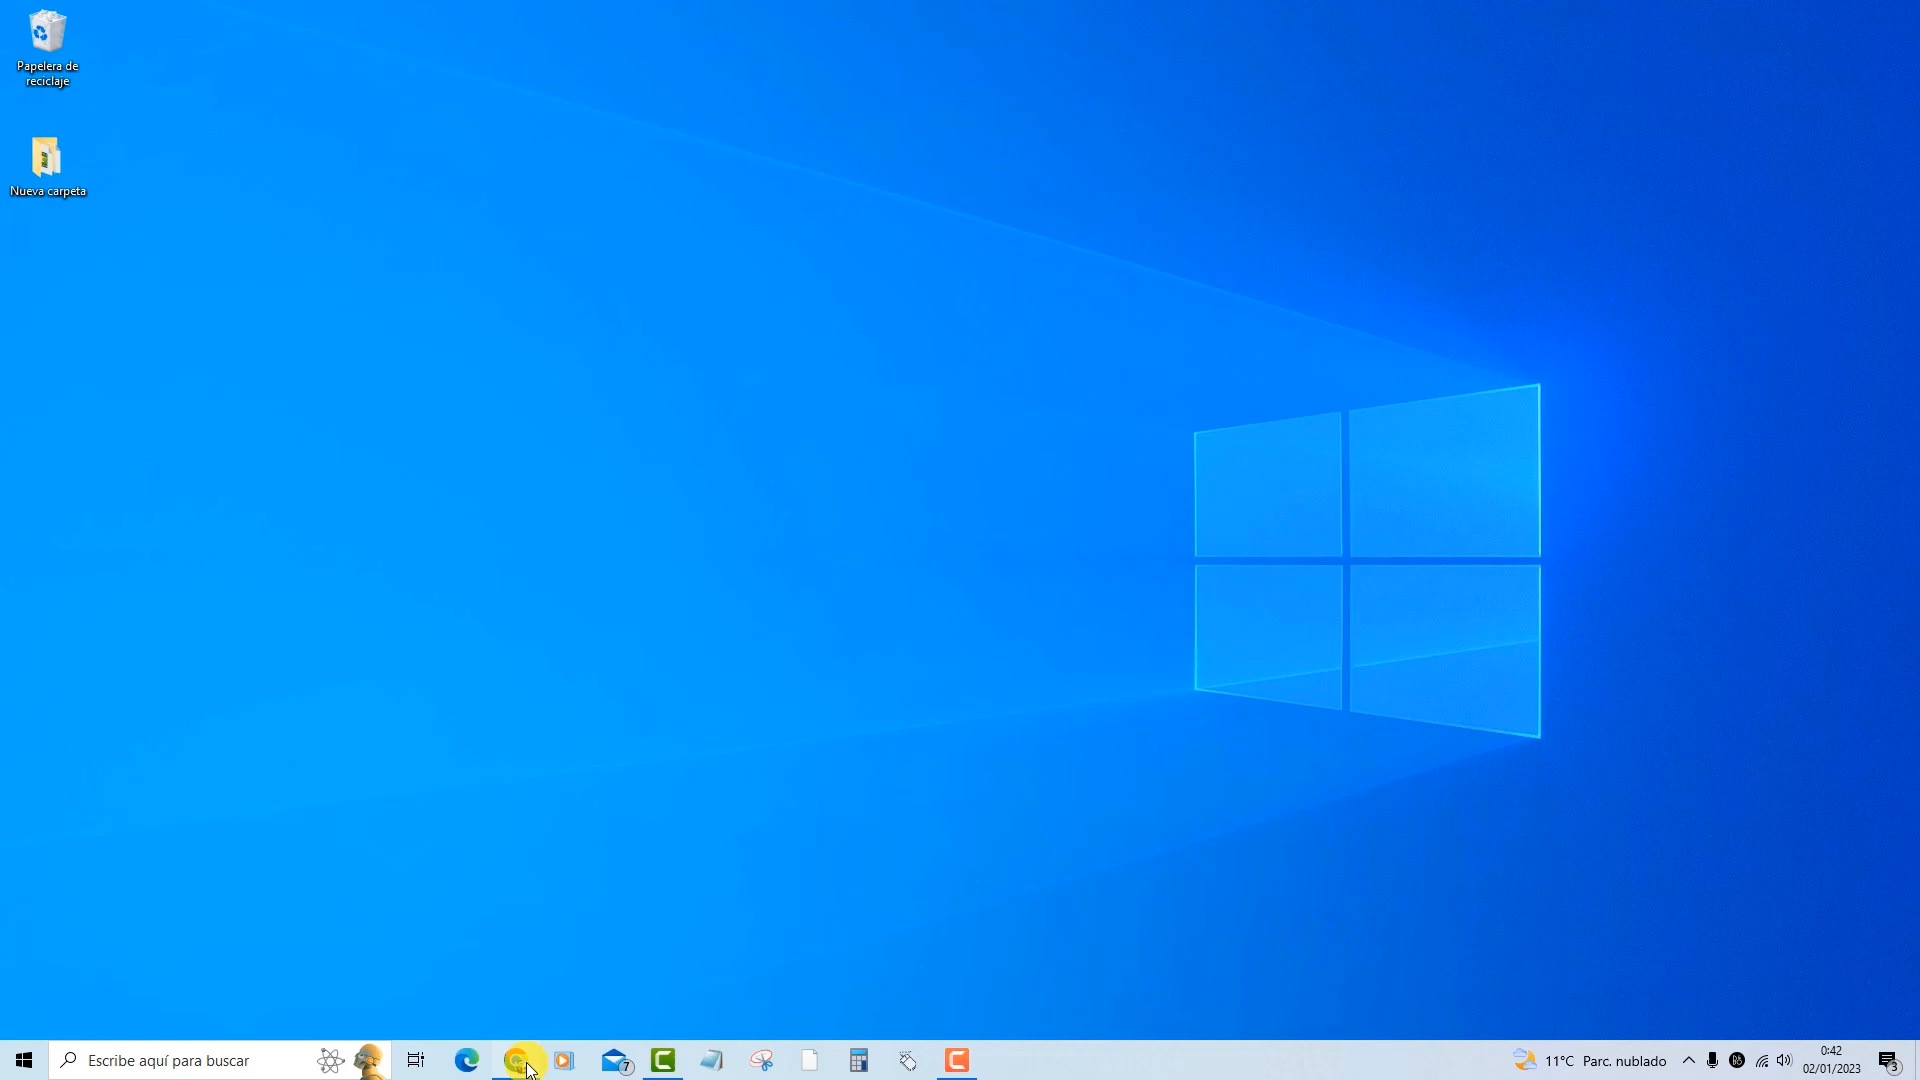 Papelera de
reciclaje
Nueva carpeta
Escribe aquí para buscar
7
11°C Parc. nublado
0:42
02/01/2023
3